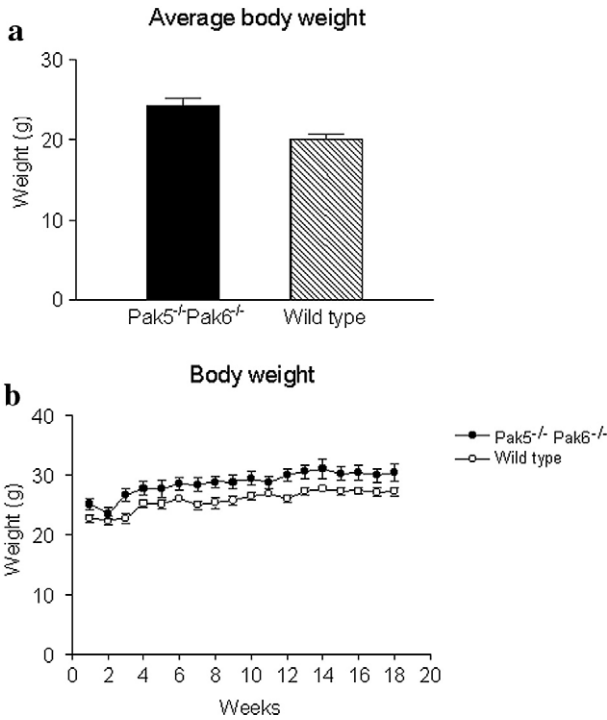 a
Average body weight
30
20
10
0
Weight (g)
Pak5-/-Pak6-/-
Wild type
b
Body weight
40
30
20
10
0
Weight (g)
0 2 4 6 8 10 12 14 16 18 20
Weeks
Pak5-/- Pak6-/-
Wild type